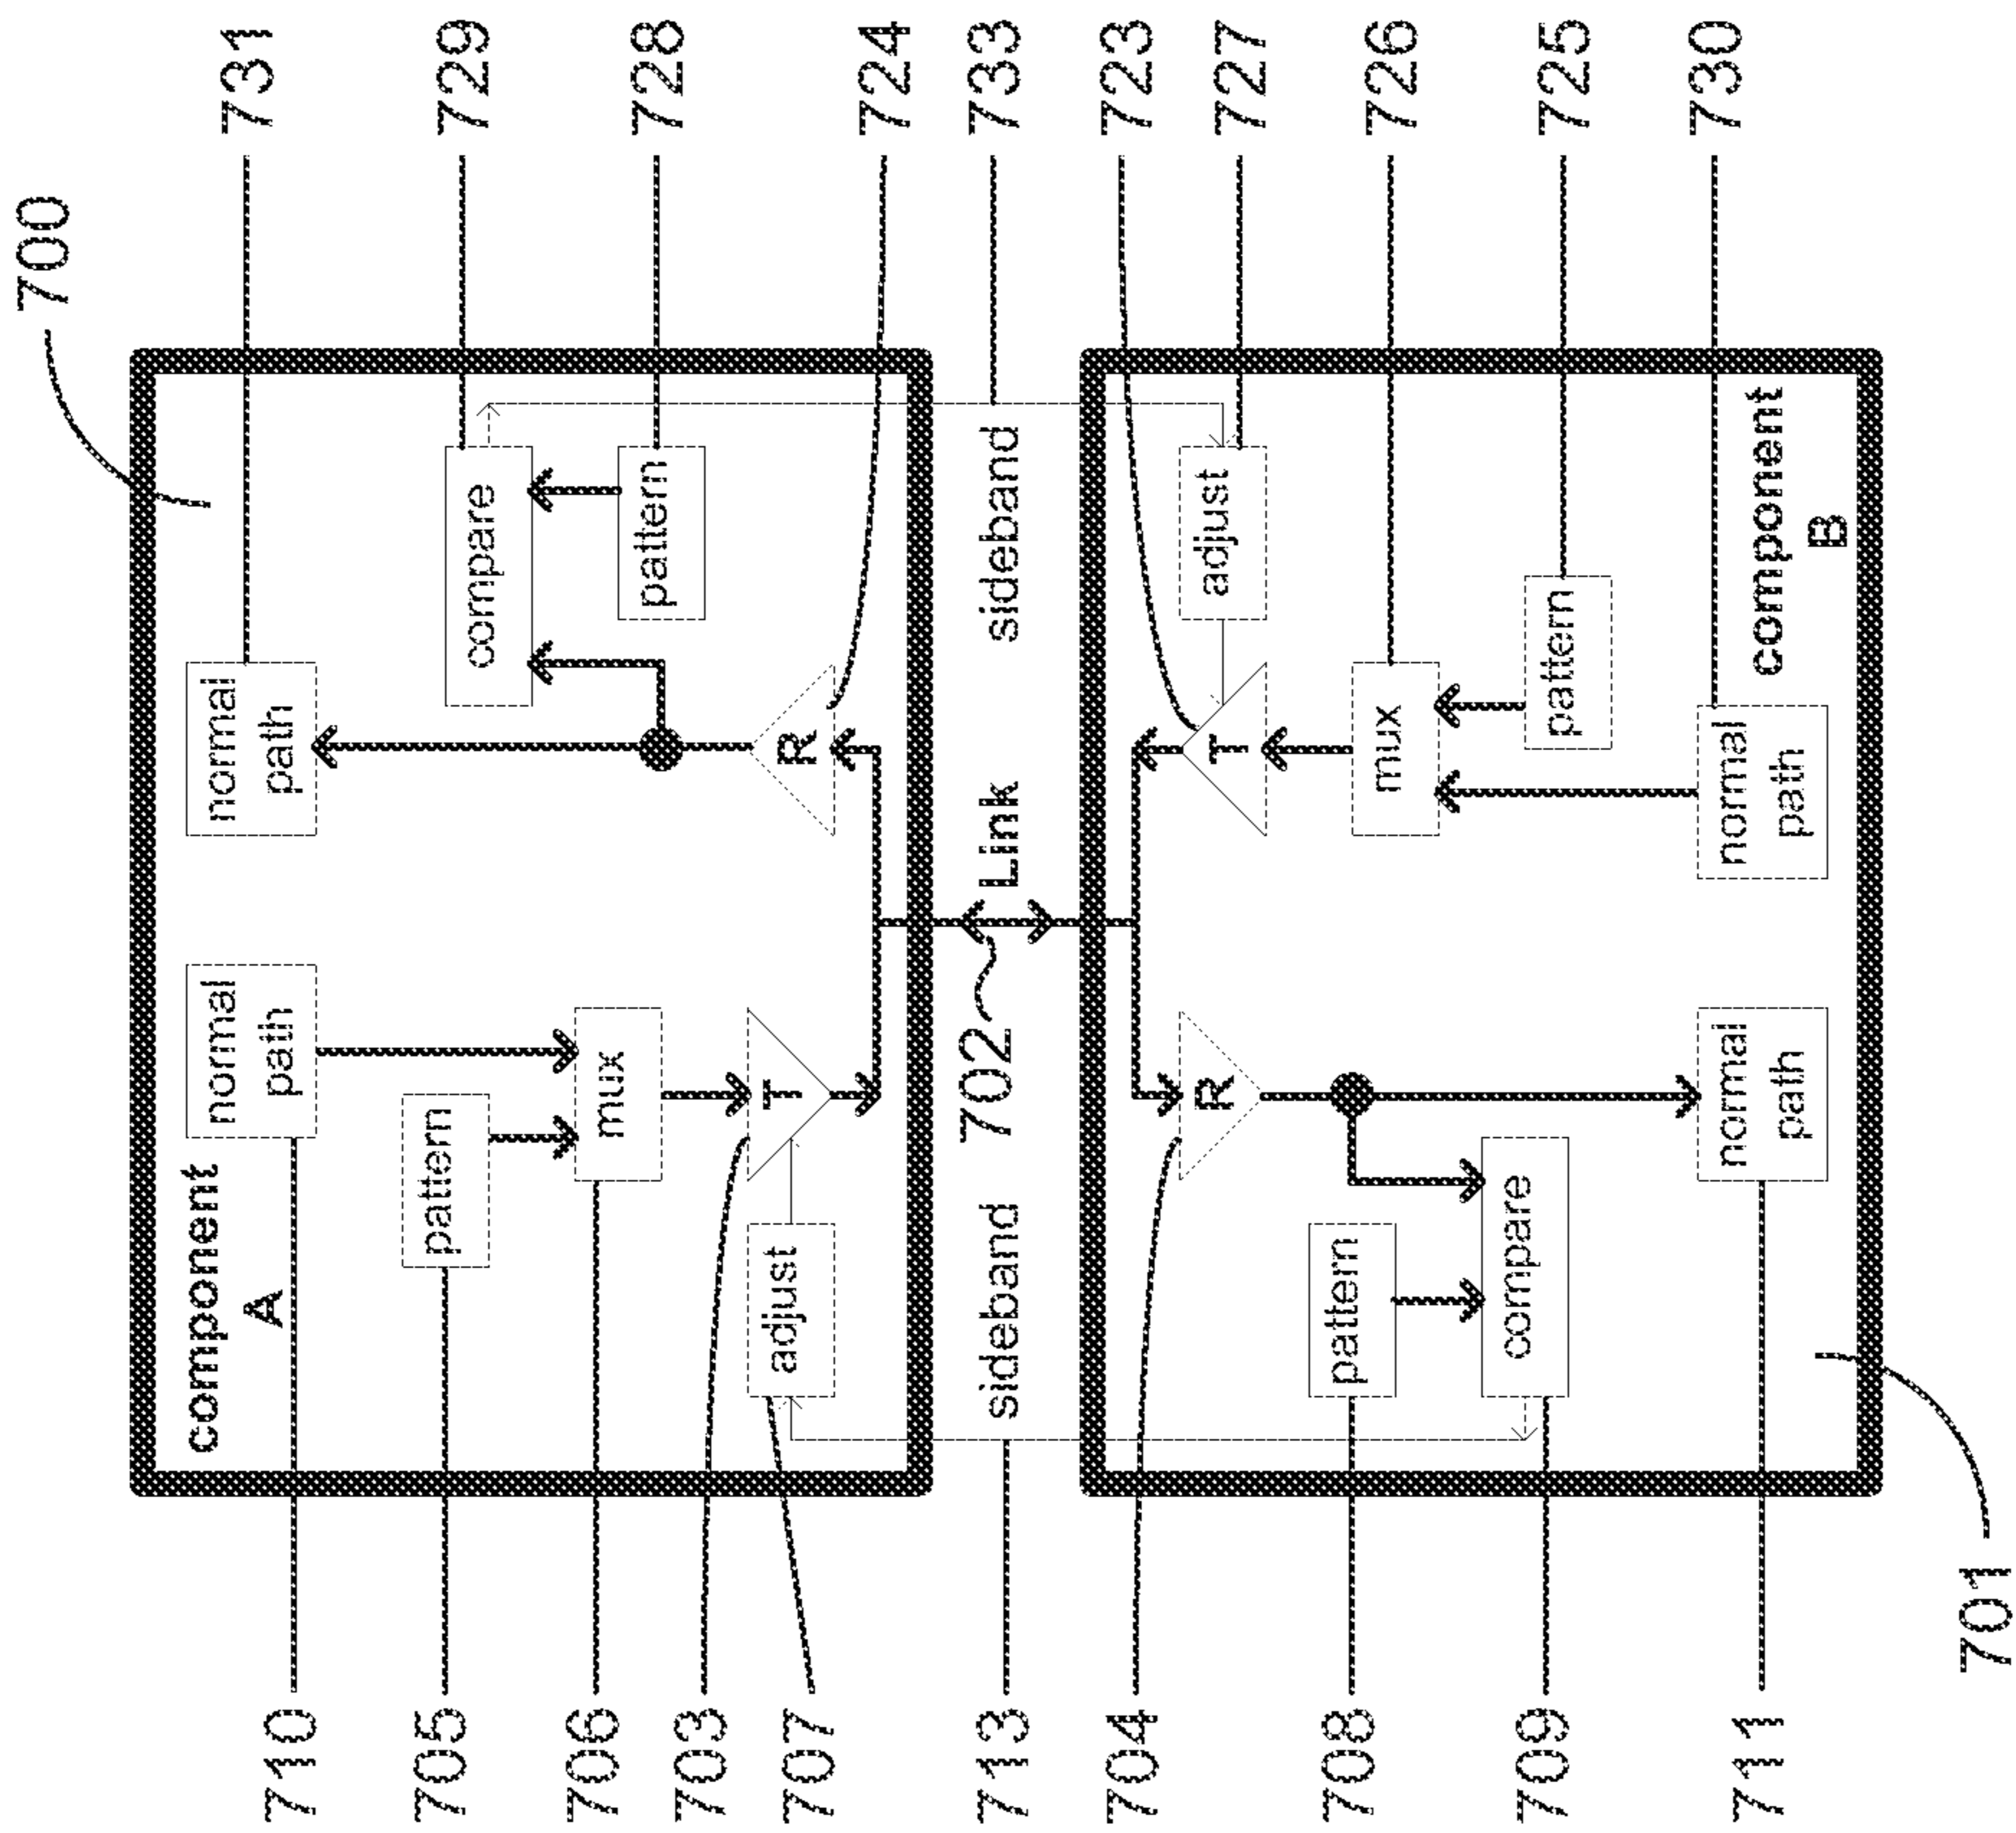 700
component
A
normal
path
normal
path
731
710
pattern
705
compare
729
mux
706
pattern
728
T
703
adjust
707
R
724
713
sideband
702
Link
sideband
733
704
R
T
723
adjust
727
708
pattern
mux
726
709
compare
pattern
725
711
normal
path
normal
path
730
component
B
701